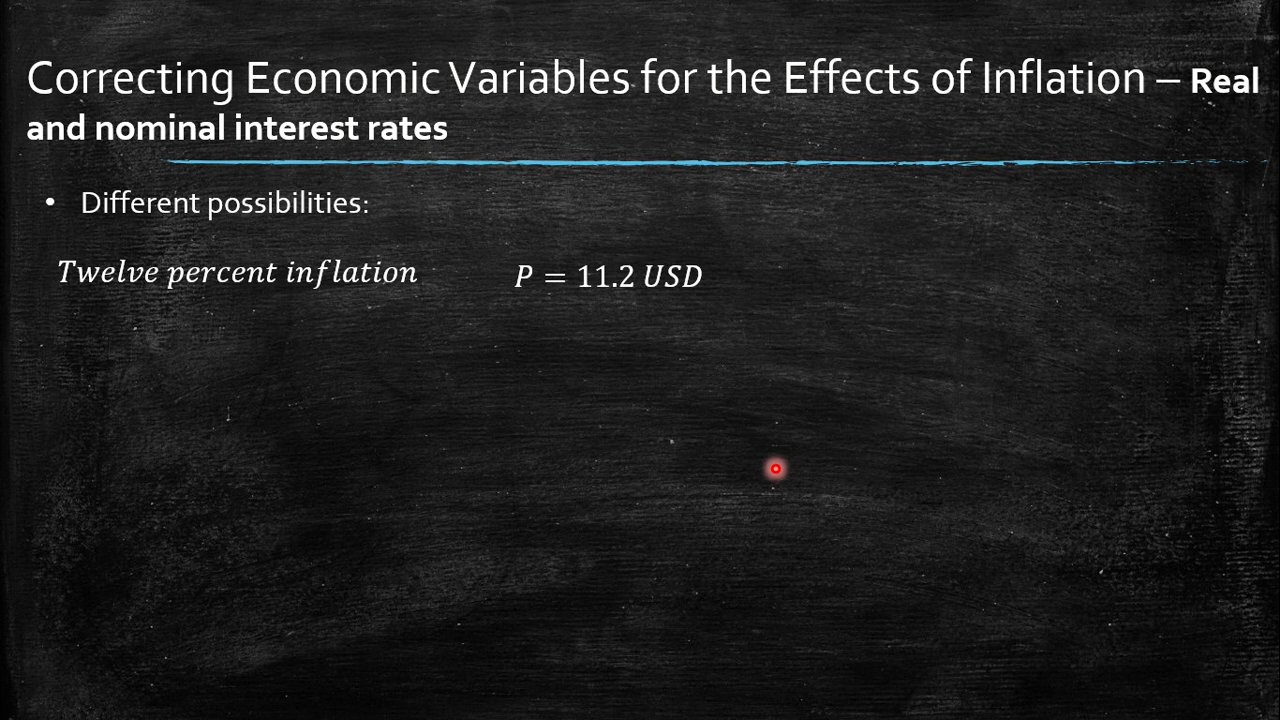 Correcting Economic Variables for the Effects of Inflation – Real
and nominal interest rates
• Different possibilities:
Twelve percent inflation P = 11.2 USD